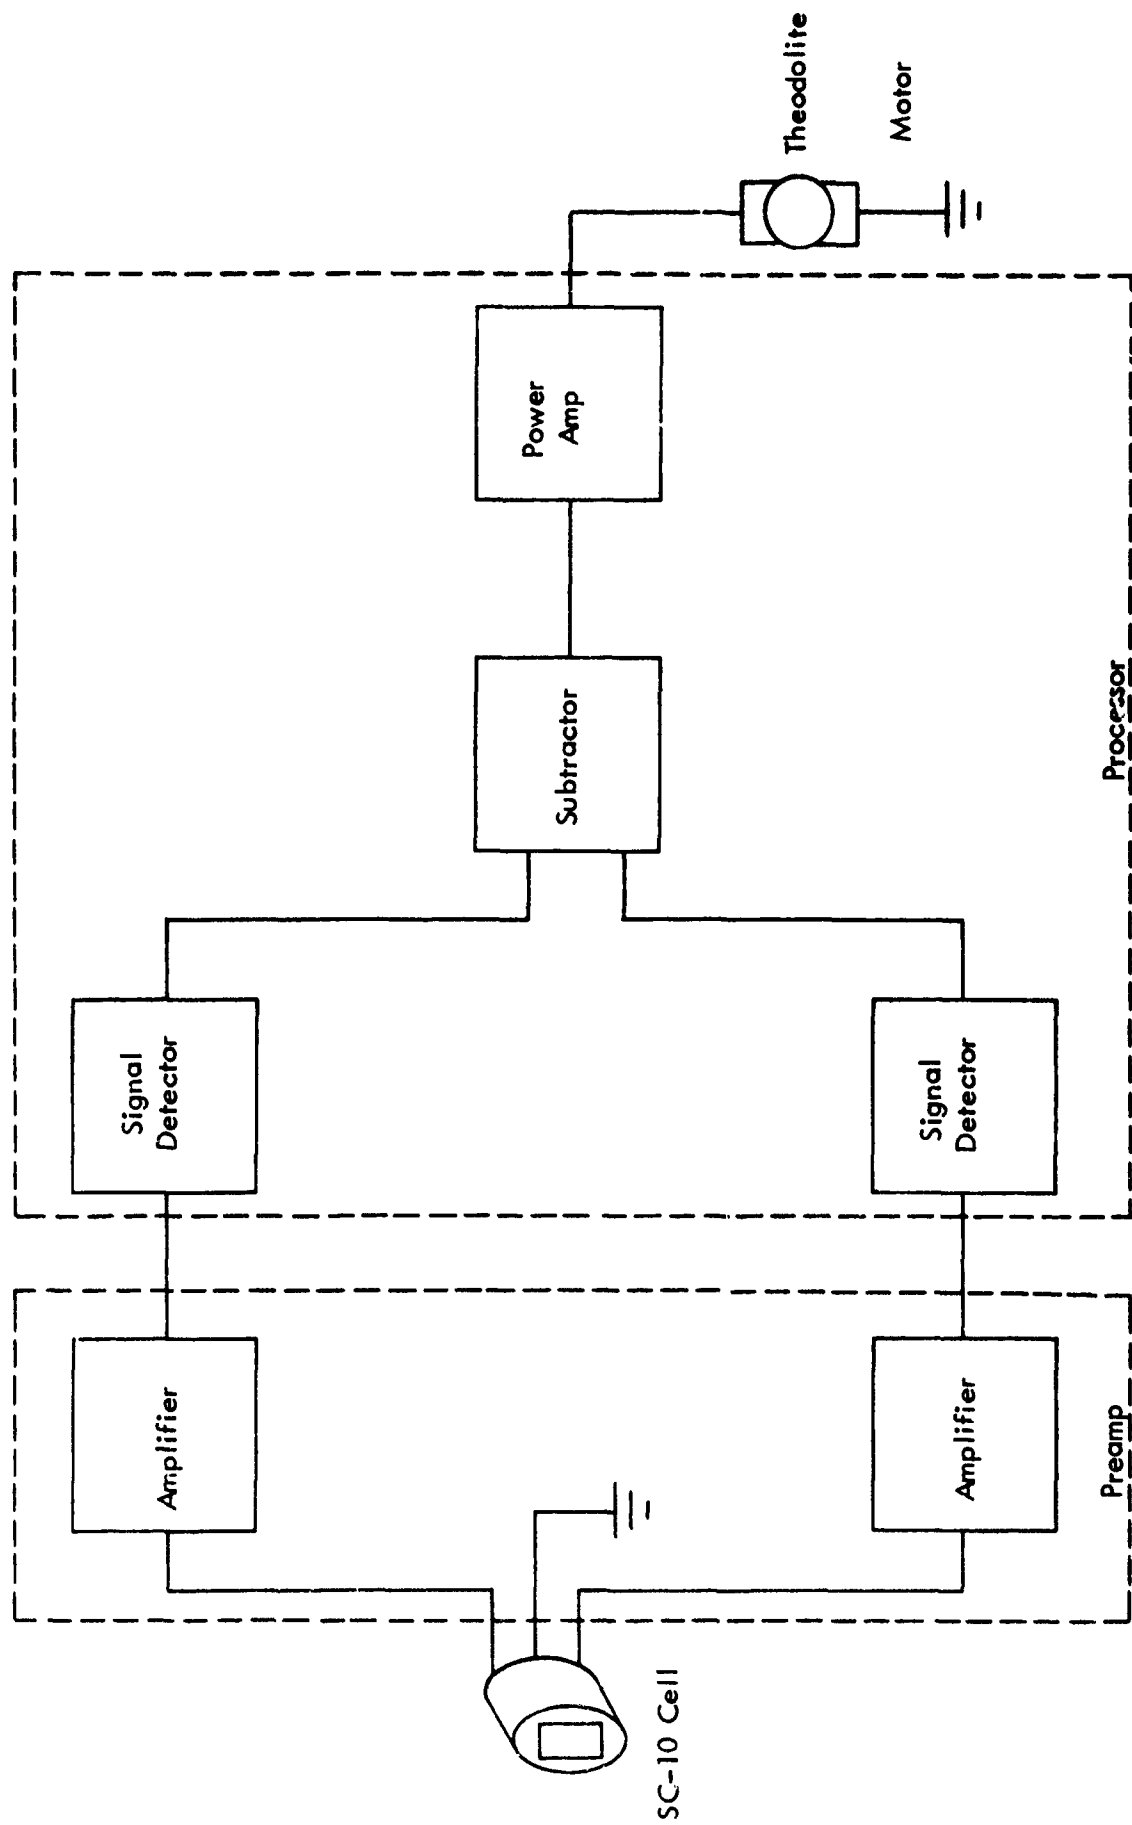 SC-10 Cell
Amplifier
Amplifier
Preamp
Signal
Detector
Signal
Detector
Subtractor
Power
Amp
Processor
Theodolite
Motor